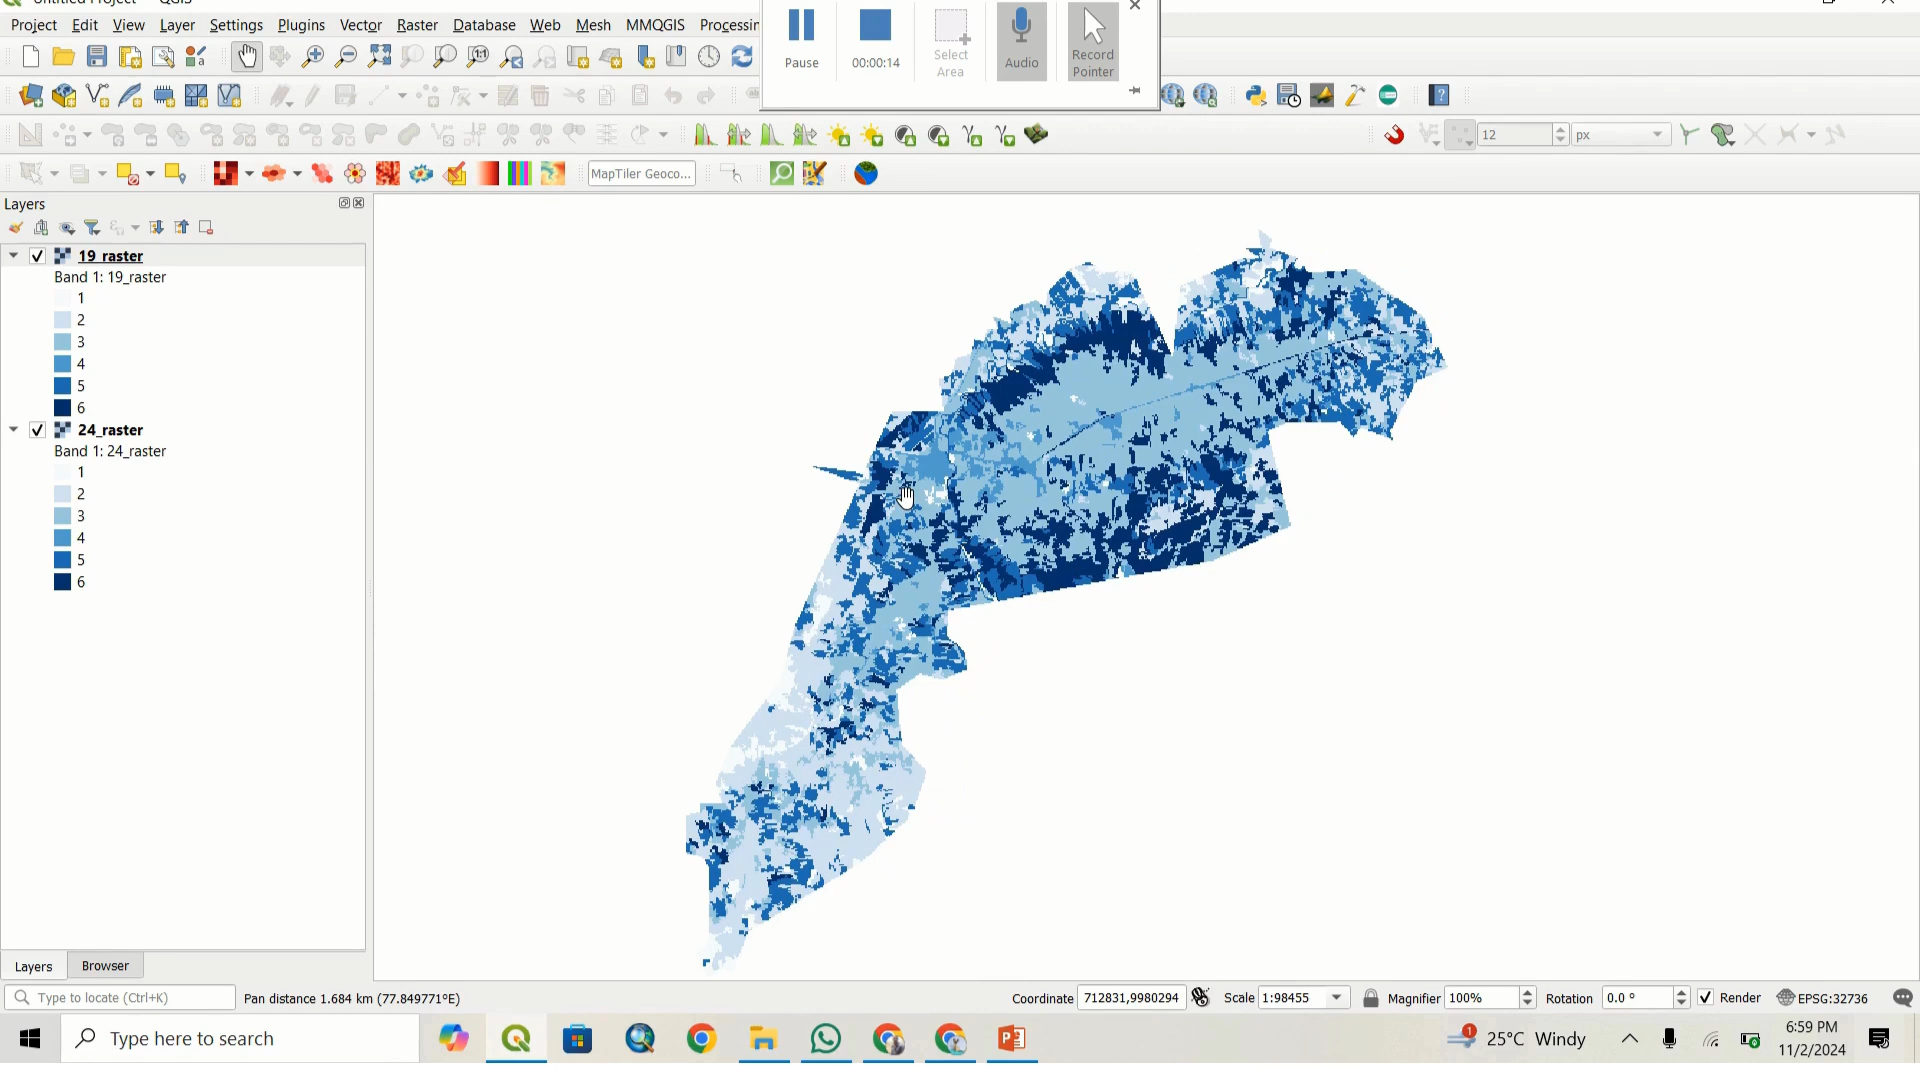 Untitled Project — QGIS
Project Edit View Layer Settings Plugins Vector Raster Database Web Mesh MMQGIS Processin
Pause
00:00:14
Select Area
Audio
Record Pointer
12
px
MapTiler Geoco...
Layers
19_raster
Band 1: 19_raster
1
2
3
4
5
6
24_raster
Band 1: 24_raster
1
2
3
4
5
6
Layers Browser
Type to locate (Ctrl+K)
Pan distance 1.684 km (77.849771°E)
Coordinate 712831,9980294
Scale 1:98455
Magnifier 100%
Rotation 0.0 °
Render
EPSG:32736
Type here to search
1
25°C Windy
6:59 PM
11/2/2024